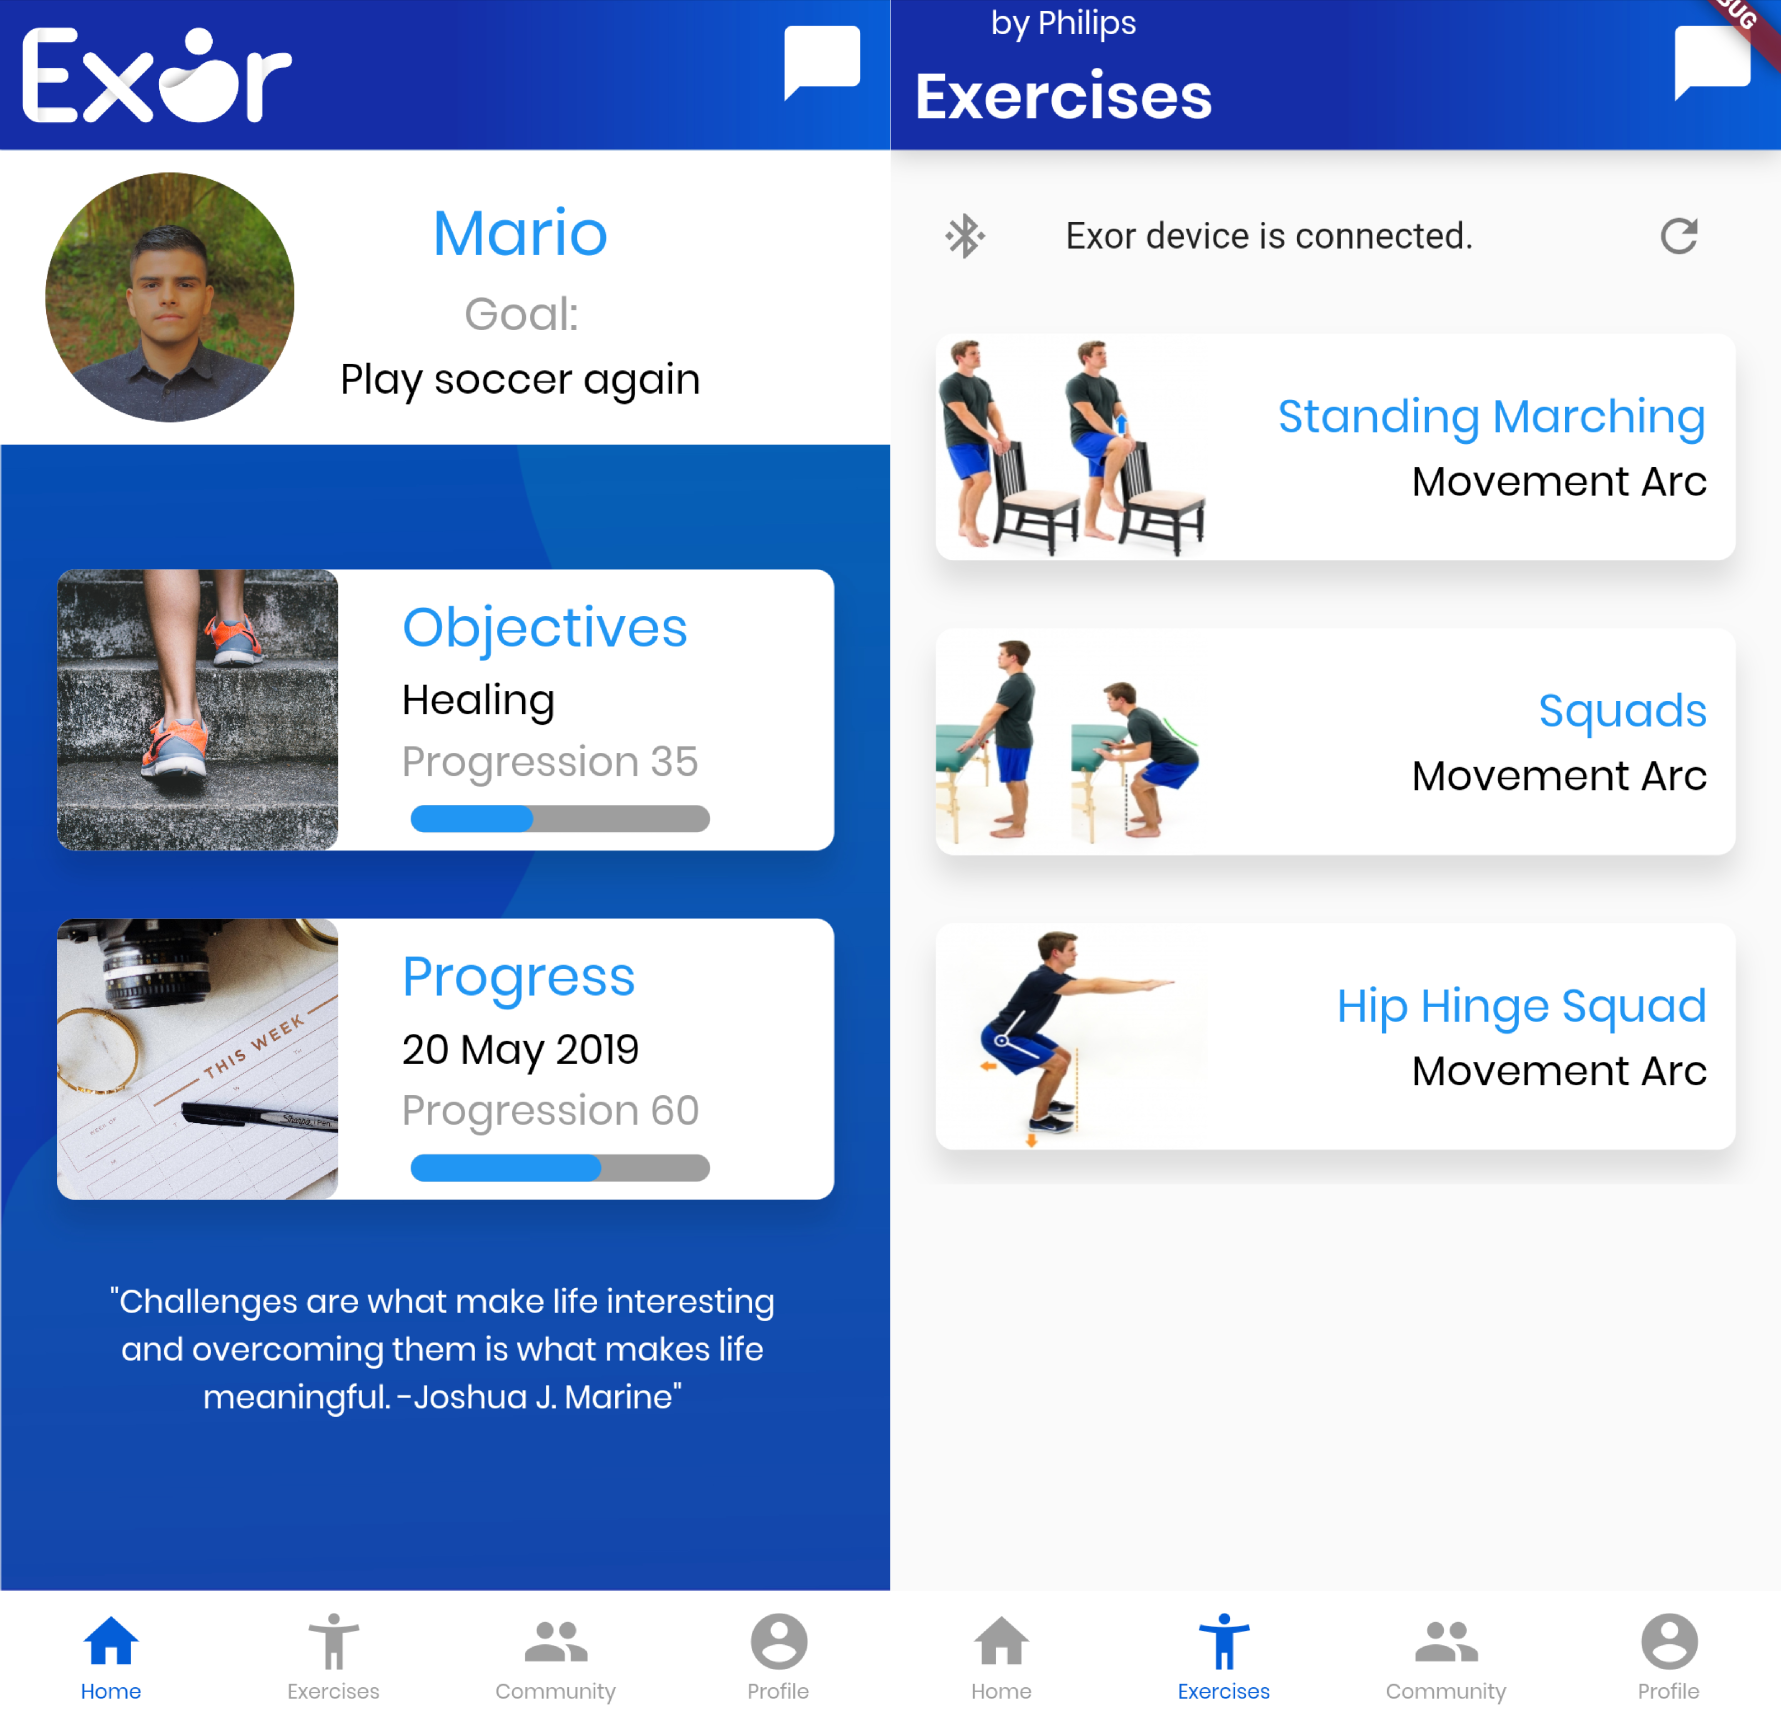 Exor
Mario
Goal:
Play soccer again
Objectives
Healing
Progression 35
THIS WEEK
Sharpie
Pen
Progress
20 May 2019
Progression 60
"Challenges are what make life interesting
and overcoming them is what makes life
meaningful. -Joshua J. Marine"
Home
Exercises
Community
Profile
by Philips
Exercises
Exor device is connected.
Standing Marching
Movement Arc
Squads
Movement Arc
Hip Hinge Squad
Movement Arc
Home
Exercises
Community
Profile